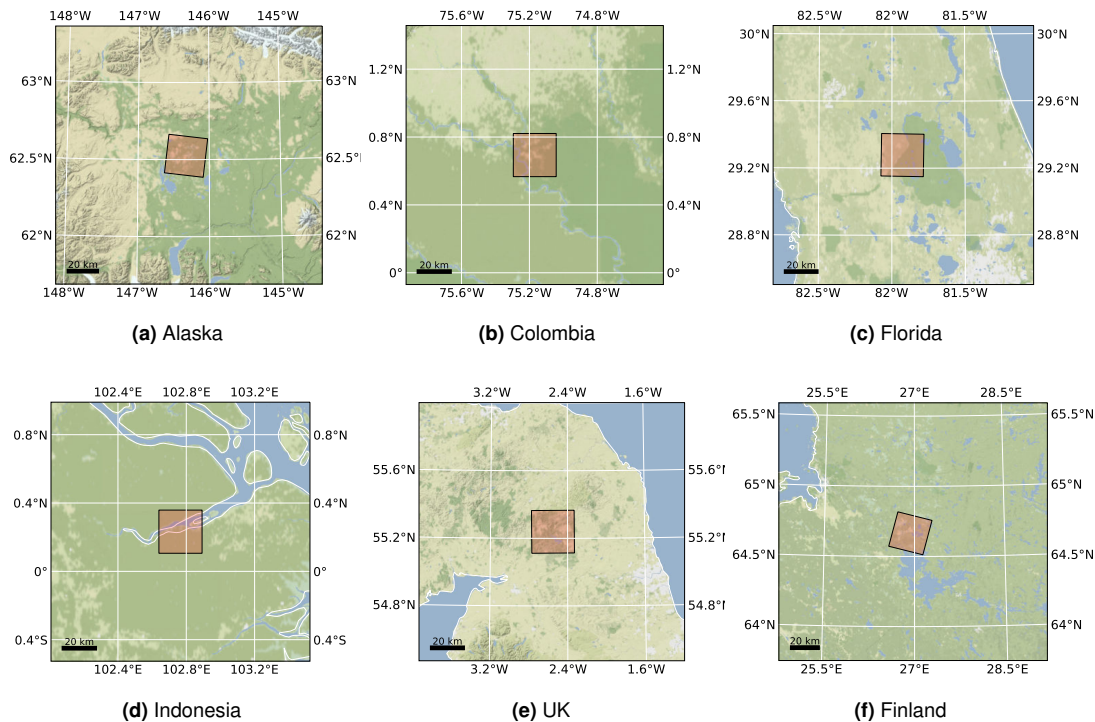 148°W 147°W 146°W 145°W
63°N 63°N
62.5°N 62.5°
62°N 62°N
20 km
148°W 147°W 146°W 145°W
(a) Alaska
75.6°W 75.2°W 74.8°W
1.2°N 1.2°N
0.8°N 0.8°N
0.4°N 0.4°N
0° 0°
20 km
75.6°W 75.2°W 74.8°W
(b) Colombia
82.5°W 82°W 81.5°W
30°N 30°N
29.6°N 29.6°N
29.2°N 29.2°N
28.8°N 28.8°N
20 km
82.5°W 82°W 81.5°W
(c) Florida
102.4°E 102.8°E 103.2°E
0.8°N 0.8°N
0.4°N 0.4°N
0° 0°
0.4°S 0.4°S
20 km
102.4°E 102.8°E 103.2°E
(d) Indonesia
3.2°W 2.4°W 1.6°W
55.6°N 55.6°N
55.2°N 55.2°N
54.8°N 54.8°
20 km
3.2°W 2.4°W 1.6°W
(e) UK
25.5°E 27°E 28.5°E
65.5°N 65.5°N
65°N 65°N
64.5°N 64.5°N
64°N 64°N
20 km
25.5°E 27°E 28.5°E
(f) Finland